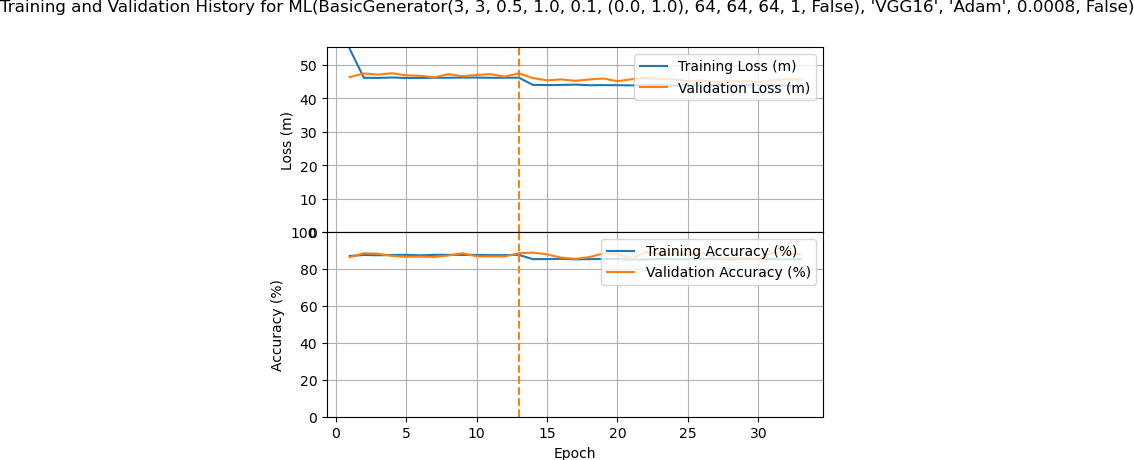 Training and Validation History for ML(BasicGenerator(3, 3, 0.5, 1.0, 0.1, (0.0, 1.0), 64, 64, 64, 1, False), 'VGG16', 'Adam', 0.0008, False)
50
40
30
20
10
0
Loss (m)
Training Loss (m)
Validation Loss (m)
100
80
60
40
20
0
Accuracy (%)
Training Accuracy (%)
Validation Accuracy (%)
0 5 10 15 20 25 30
Epoch